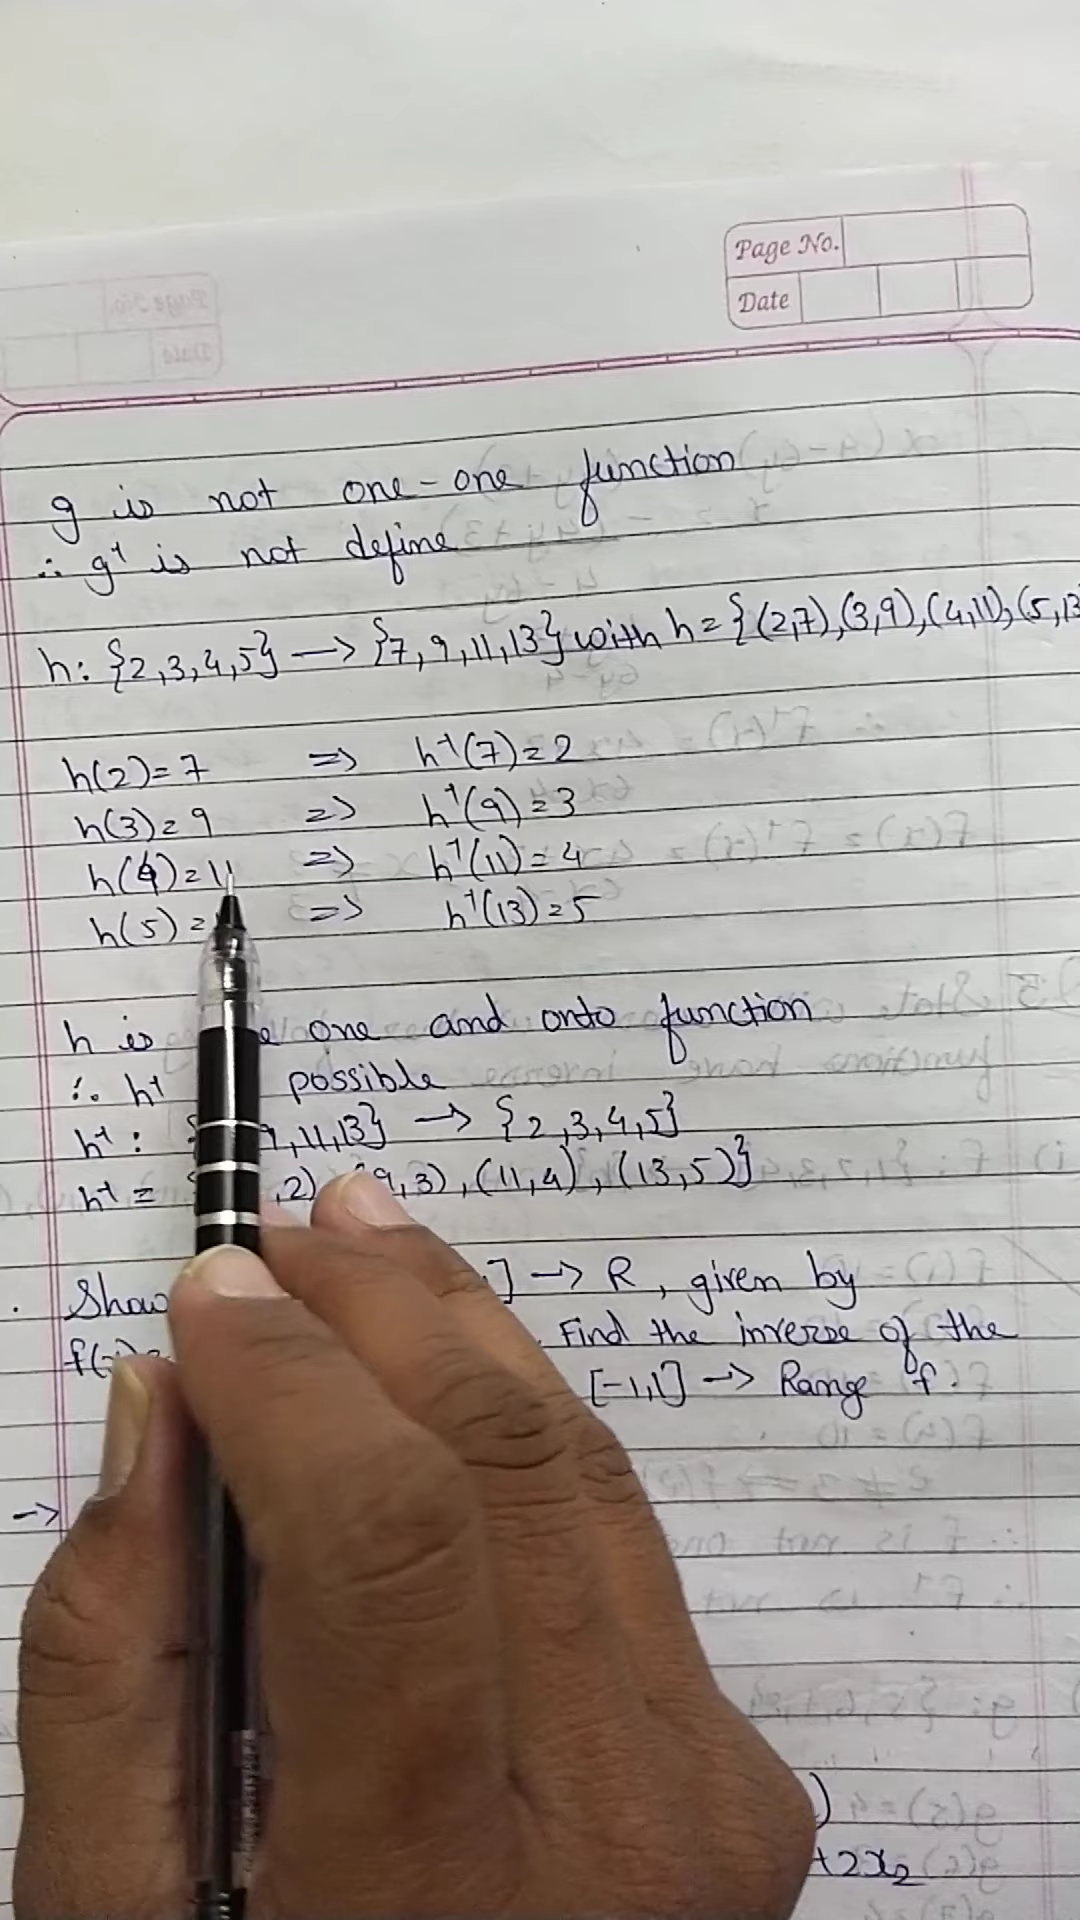 Page No.
Date
g is not one-one function
∴ g⁻¹ is not define
h: {2,3,4,5} → {7,9,11,13} with h = {(2,7),(3,9),(4,11),(5,13
h(2)=7 => h⁻¹(7)=2
h(3)=9 => h⁻¹(9)=3
h(4)=11 => h⁻¹(11)=4
h(5)= => h⁻¹(13)=5
h is one and onto function
∴ h⁻¹ possible
h⁻¹: ,11,13} → {2,3,4,5}
h⁻¹ = ,2), (9,3), (11,4), (13,5)}
Show ] → R, given by
f(x) . Find the inverse of the
[-1,1] → Range f.
→
)
+2x₂